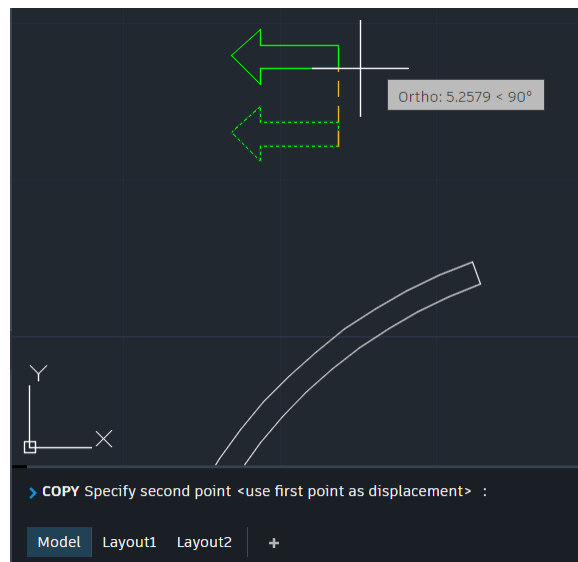 Ortho: 5.2579 < 90°
Y
X
COPY Specify second point <use first point as displacement> :
Model Layout1 Layout2 +